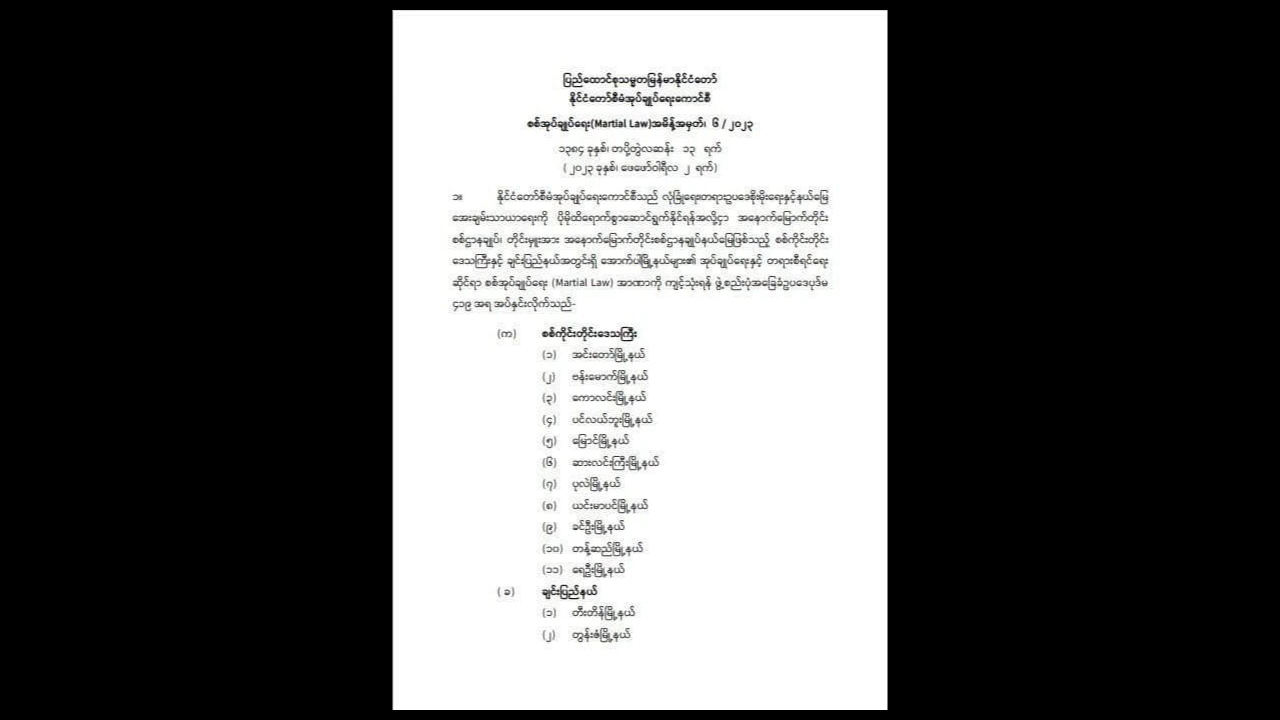 ပြည်ထောင်စုသမ္မတမြန်မာနိုင်ငံတော်
နိုင်ငံတော်စီမံအုပ်ချုပ်ရေးကောင်စီ
စစ်အုပ်ချုပ်ရေး(Martial Law)အမိန့်အမှတ်၊ ၆ / ၂၀၂၃
၁၃၈၄ ခုနှစ်၊ တပို့တွဲလဆန်း ၁၃ ရက်
( ၂၀၂၃ ခုနှစ်၊ ဖေဖော်ဝါရီလ ၂ ရက်)
၁။ နိုင်ငံတော်စီမံအုပ်ချုပ်ရေးကောင်စီသည် လုံခြုံရေး၊တရားဥပဒေစိုးမိုးရေးနှင့်နယ်မြေ
အေးချမ်းသာယာရေးကို ပိုမိုထိရောက်စွာဆောင်ရွက်နိုင်ရန်အလို့ငှာ အနောက်မြောက်တိုင်း
စစ်ဌာနချုပ်၊ တိုင်းမှူးအား အနောက်မြောက်တိုင်းစစ်ဌာနချုပ်နယ်မြေဖြစ်သည့် စစ်ကိုင်းတိုင်း
ဒေသကြီးနှင့် ချင်းပြည်နယ်အတွင်းရှိ အောက်ပါမြို့နယ်များ၏ အုပ်ချုပ်ရေးနှင့် တရားစီရင်ရေး
ဆိုင်ရာ စစ်အုပ်ချုပ်ရေး (Martial Law) အာဏာကို ကျင့်သုံးရန် ဖွဲ့စည်းပုံအခြေခံဥပဒေပုဒ်မ
၄၁၉ အရ အပ်နှင်းလိုက်သည်-
(က) စစ်ကိုင်းတိုင်းဒေသကြီး
(၁) အင်းတော်မြို့နယ်
(၂) ဗန်းမောက်မြို့နယ်
(၃) ကောလင်းမြို့နယ်
(၄) ပင်လယ်ဘူးမြို့နယ်
(၅) မြောင်မြို့နယ်
(၆) ဆားလင်းကြီးမြို့နယ်
(၇) ပုလဲမြို့နယ်
(၈) ယင်းမာပင်မြို့နယ်
(၉) ခင်ဦးမြို့နယ်
(၁၀) တန့်ဆည်မြို့နယ်
(၁၁) ရေဦးမြို့နယ်
( ခ ) ချင်းပြည်နယ်
(၁) တီးတိန်မြို့နယ်
(၂) တွန်းဇံမြို့နယ်